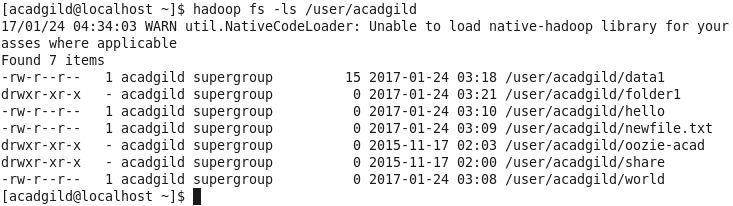 [acadgild@localhost ~]$ hadoop fs -ls /user/acadgild
17/01/24 04:34:03 WARN util.NativeCodeLoader: Unable to load native-hadoop library for your
asses where applicable
Found 7 items
-rw-r--r--   1 acadgild supergroup         15 2017-01-24 03:18 /user/acadgild/data1
drwxr-xr-x   - acadgild supergroup          0 2017-01-24 03:21 /user/acadgild/folder1
-rw-r--r--   1 acadgild supergroup          0 2017-01-24 03:10 /user/acadgild/hello
-rw-r--r--   1 acadgild supergroup          0 2017-01-24 03:09 /user/acadgild/newfile.txt
drwxr-xr-x   - acadgild supergroup          0 2015-11-17 02:03 /user/acadgild/oozie-acad
drwxr-xr-x   - acadgild supergroup          0 2015-11-17 02:00 /user/acadgild/share
-rw-r--r--   1 acadgild supergroup          0 2017-01-24 03:08 /user/acadgild/world
[acadgild@localhost ~]$